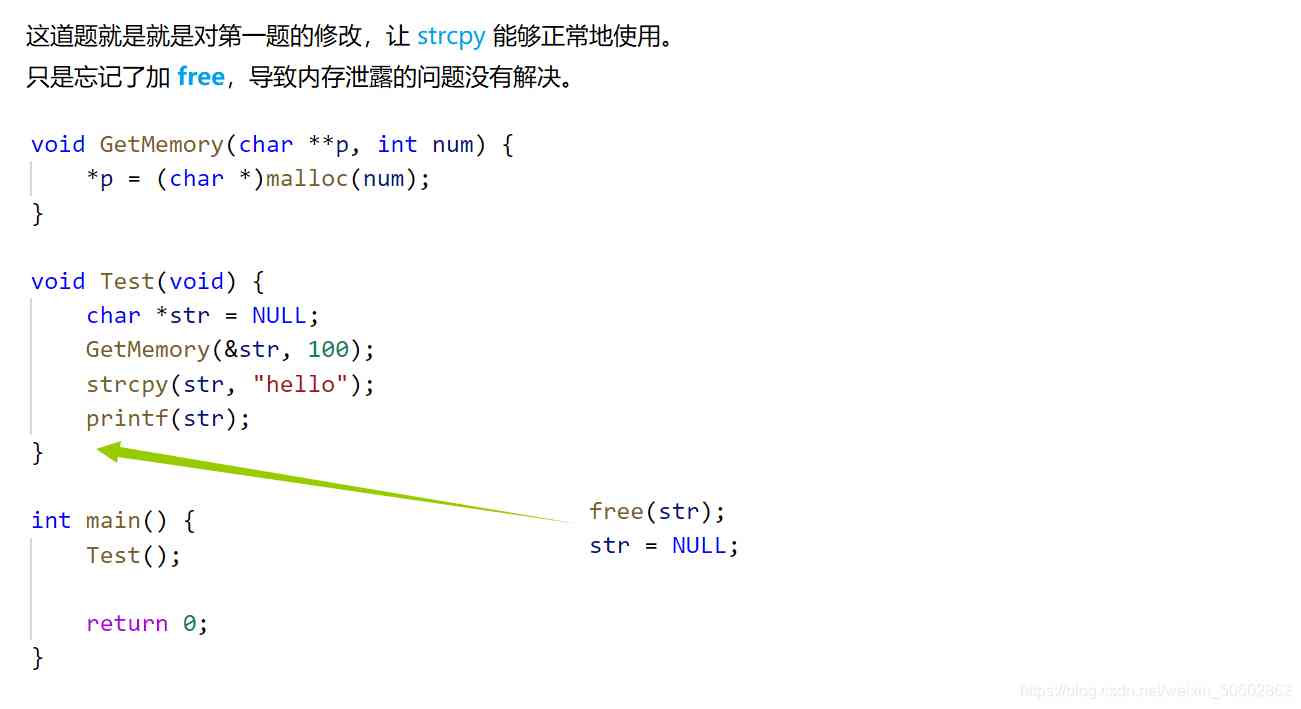 这道题就是就是对第一题的修改，让 strcpy 能够正常地使用。
只是忘记了加 free，导致内存泄露的问题没有解决。
void GetMemory(char **p, int num) {
    *p = (char *)malloc(num);
}
void Test(void) {
    char *str = NULL;
    GetMemory(&str, 100);
    strcpy(str, "hello");
    printf(str);
}
free(str);
str = NULL;
int main() {
    Test();
    return 0;
}
https://blog.csdn.net/weixin_50502862